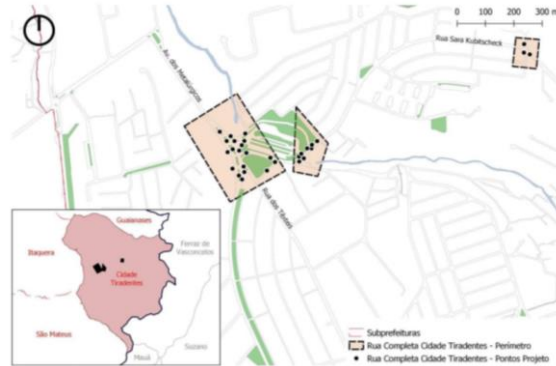 0 100 200 300 m
Rua Sara Kubitscheck
Av. dos Metalúrgicos
Rua dos Têxteis
Guaianases
Itaquera
Ferraz de
Vasconcelos
Cidade
Tiradentes
São Mateus
Mauá
Suzano
Subprefeituras
Rua Completa Cidade Tiradentes - Perímetro
Rua Completa Cidade Tiradentes - Pontos Projeto